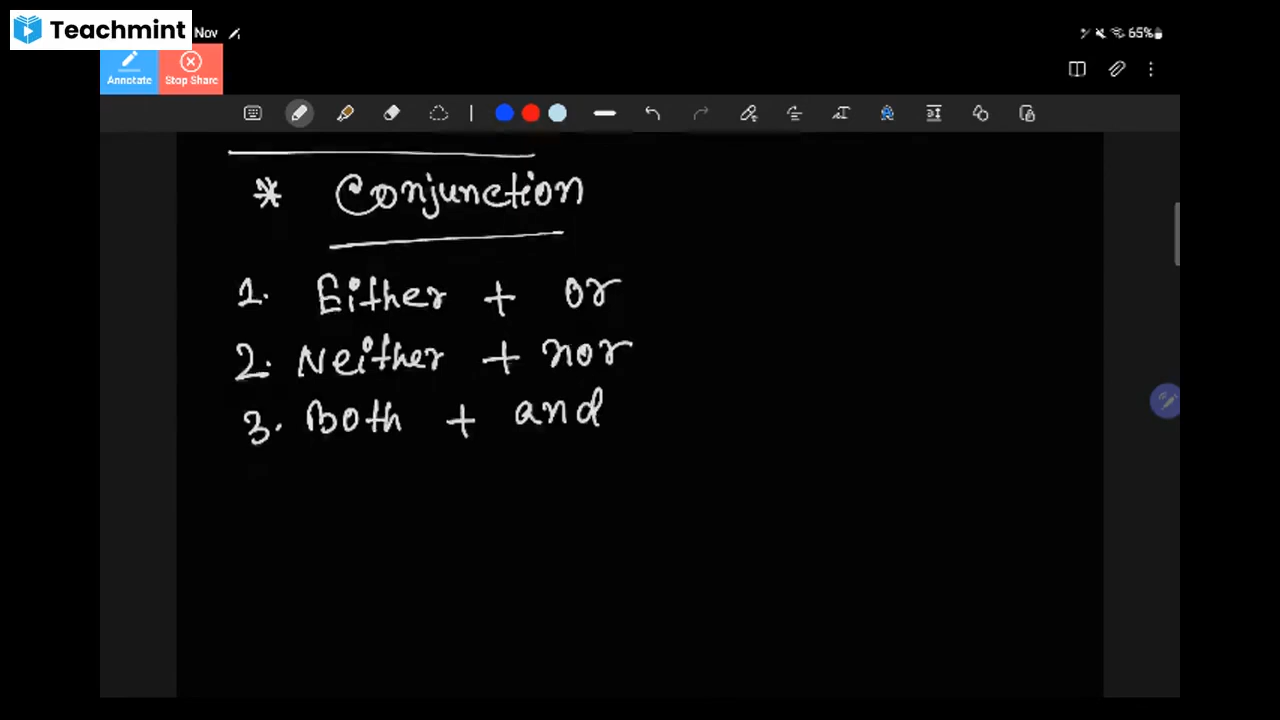 Teachmint
Nov
65%
Annotate
Stop Share
* Conjunction
1. Either + or
2. Neither + nor
3. Both + and